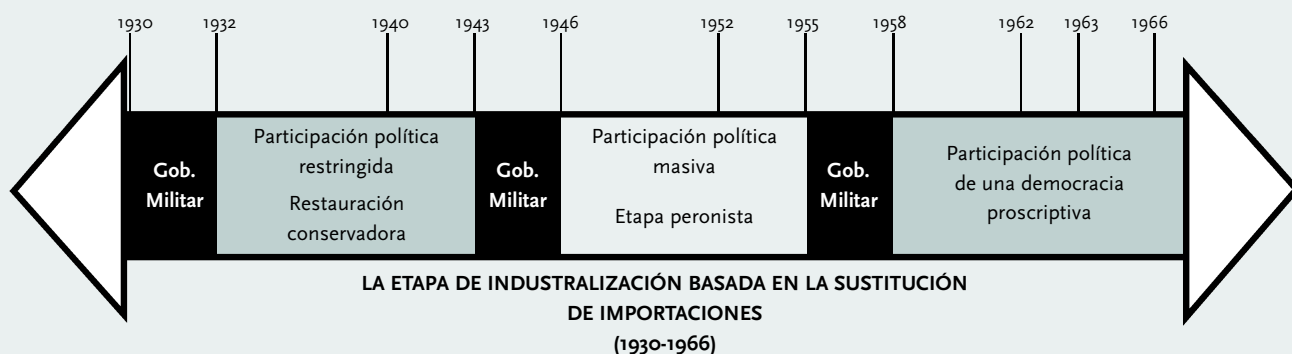 1930 1932 1940 1943 1946 1952 1955 1958 1962 1963 1966
Gob.
Militar
Participación política
restringida
Restauración
conservadora
Gob.
Militar
Participación política
masiva
Etapa peronista
Gob.
Militar
Participación política
de una democracia
proscriptiva
LA ETAPA DE INDUSTRALIZACIÓN BASADA EN LA SUSTITUCIÓN
DE IMPORTACIONES
(1930-1966)